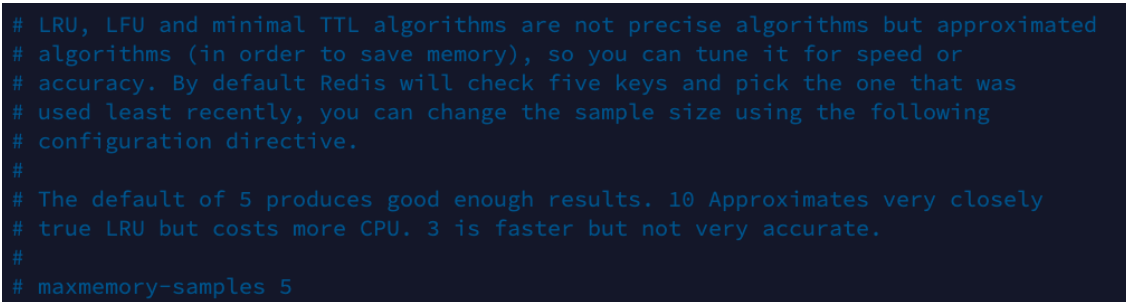 # LRU, LFU and minimal TTL algorithms are not precise algorithms but approximated
# algorithms (in order to save memory), so you can tune it for speed or
# accuracy. By default Redis will check five keys and pick the one that was
# used least recently, you can change the sample size using the following
# configuration directive.
#
# The default of 5 produces good enough results. 10 Approximates very closely
# true LRU but costs more CPU. 3 is faster but not very accurate.
#
# maxmemory-samples 5